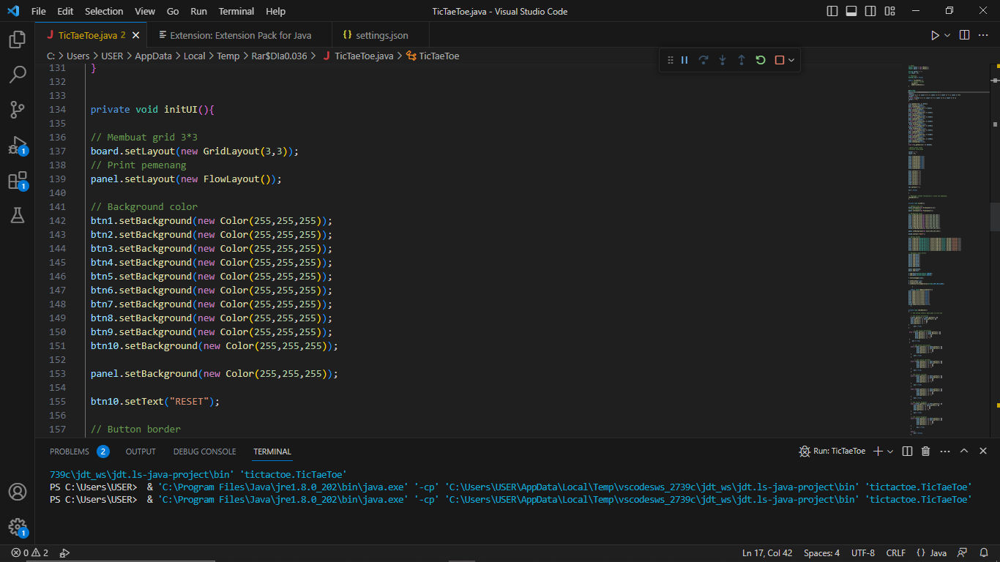 File Edit Selection View Go Run Terminal Help TicTaeToe.java - Visual Studio Code
TicTaeToe.java 2 Extension: Extension Pack for Java settings.json
C: > Users > USER > AppData > Local > Temp > Rar$DIa0.036 > TicTaeToe.java > TicTaeToe
131 }
132
133
134 private void initUI(){
135
136 // Membuat grid 3*3
137 board.setLayout(new GridLayout(3,3));
138 // Print pemenang
139 panel.setLayout(new FlowLayout());
140
141 // Background color
142 btn1.setBackground(new Color(255,255,255));
143 btn2.setBackground(new Color(255,255,255));
144 btn3.setBackground(new Color(255,255,255));
145 btn4.setBackground(new Color(255,255,255));
146 btn5.setBackground(new Color(255,255,255));
147 btn6.setBackground(new Color(255,255,255));
148 btn7.setBackground(new Color(255,255,255));
149 btn8.setBackground(new Color(255,255,255));
150 btn9.setBackground(new Color(255,255,255));
151 btn10.setBackground(new Color(255,255,255));
152
153 panel.setBackground(new Color(255,255,255));
154
155 btn10.setText("RESET");
156
157 // Button border
1
1
1
PROBLEMS 2 OUTPUT DEBUG CONSOLE TERMINAL Run: TicTaeToe
739c\jdt_ws\jdt.ls-java-project\bin' 'tictactoe.TicTaeToe'
PS C:\Users\USER> & 'C:\Program Files\Java\jre1.8.0_202\bin\java.exe' '-cp' 'C:\Users\USER\AppData\Local\Temp\vscodesws_2739c\jdt_ws\jdt.ls-java-project\bin' 'tictactoe.TicTaeToe'
PS C:\Users\USER> & 'C:\Program Files\Java\jre1.8.0_202\bin\java.exe' '-cp' 'C:\Users\USER\AppData\Local\Temp\vscodesws_2739c\jdt_ws\jdt.ls-java-project\bin' 'tictactoe.TicTaeToe'
0 2 Ln 17, Col 42 Spaces: 4 UTF-8 CRLF {} Java